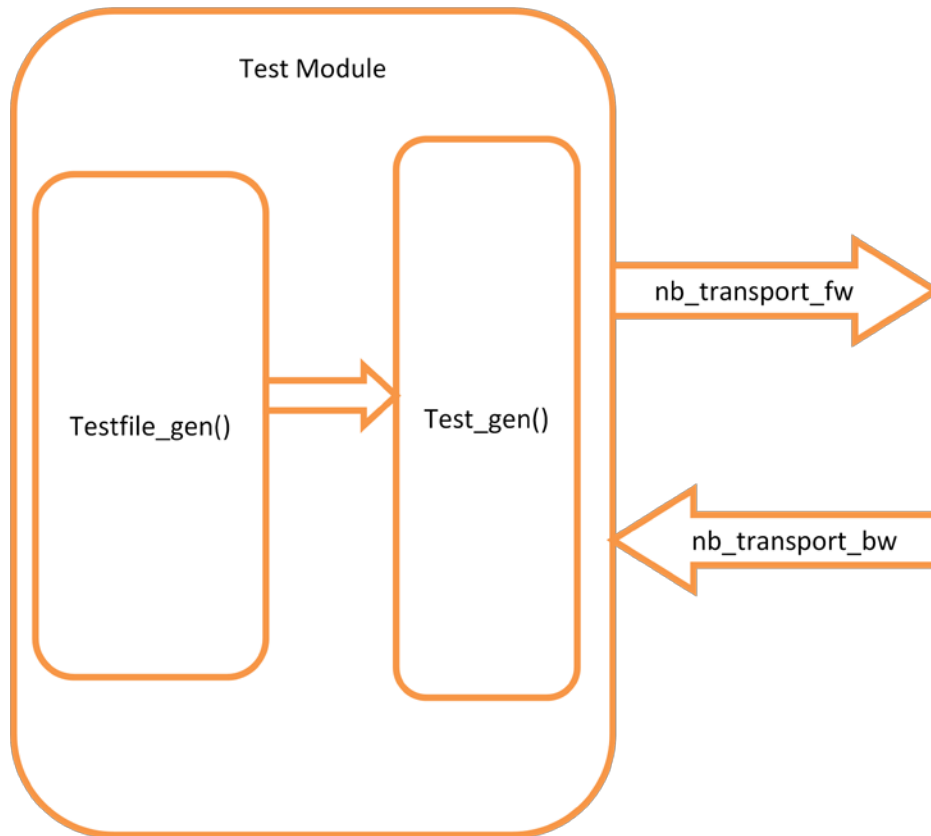 Test Module
Testfile_gen()
Test_gen()
nb_transport_fw
nb_transport_bw